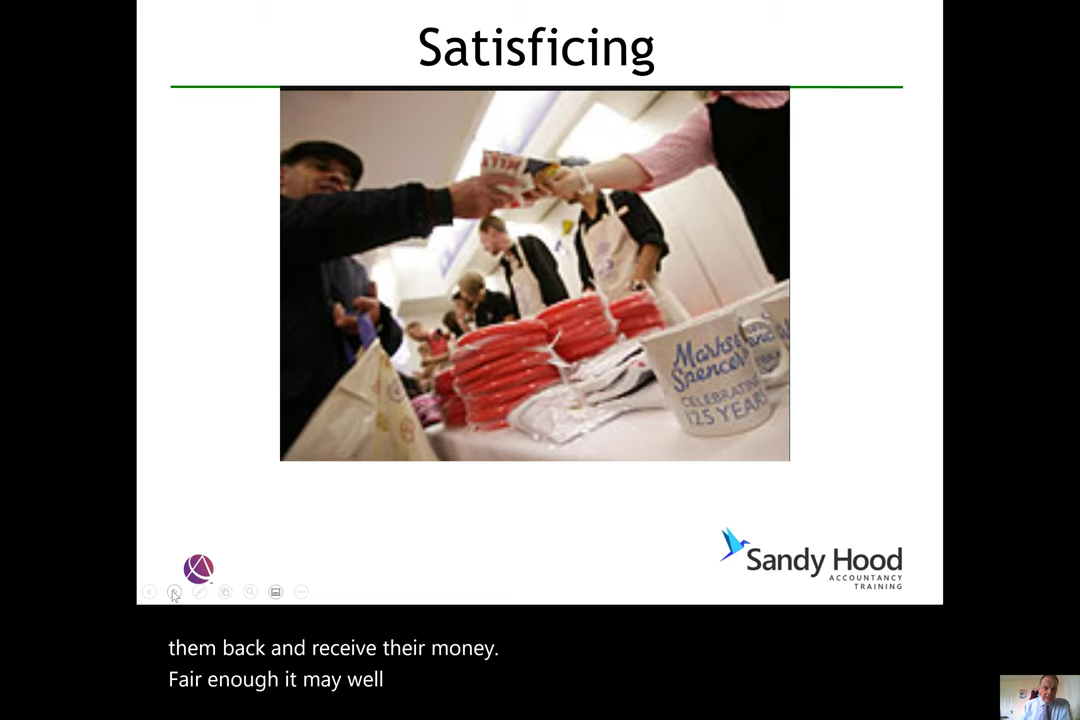 Satisficing
Marks &
Spencer
CELEBRATING
125 YEARS
Sandy Hood
ACCOUNTANCY
TRAINING
them back and receive their money.
Fair enough it may well